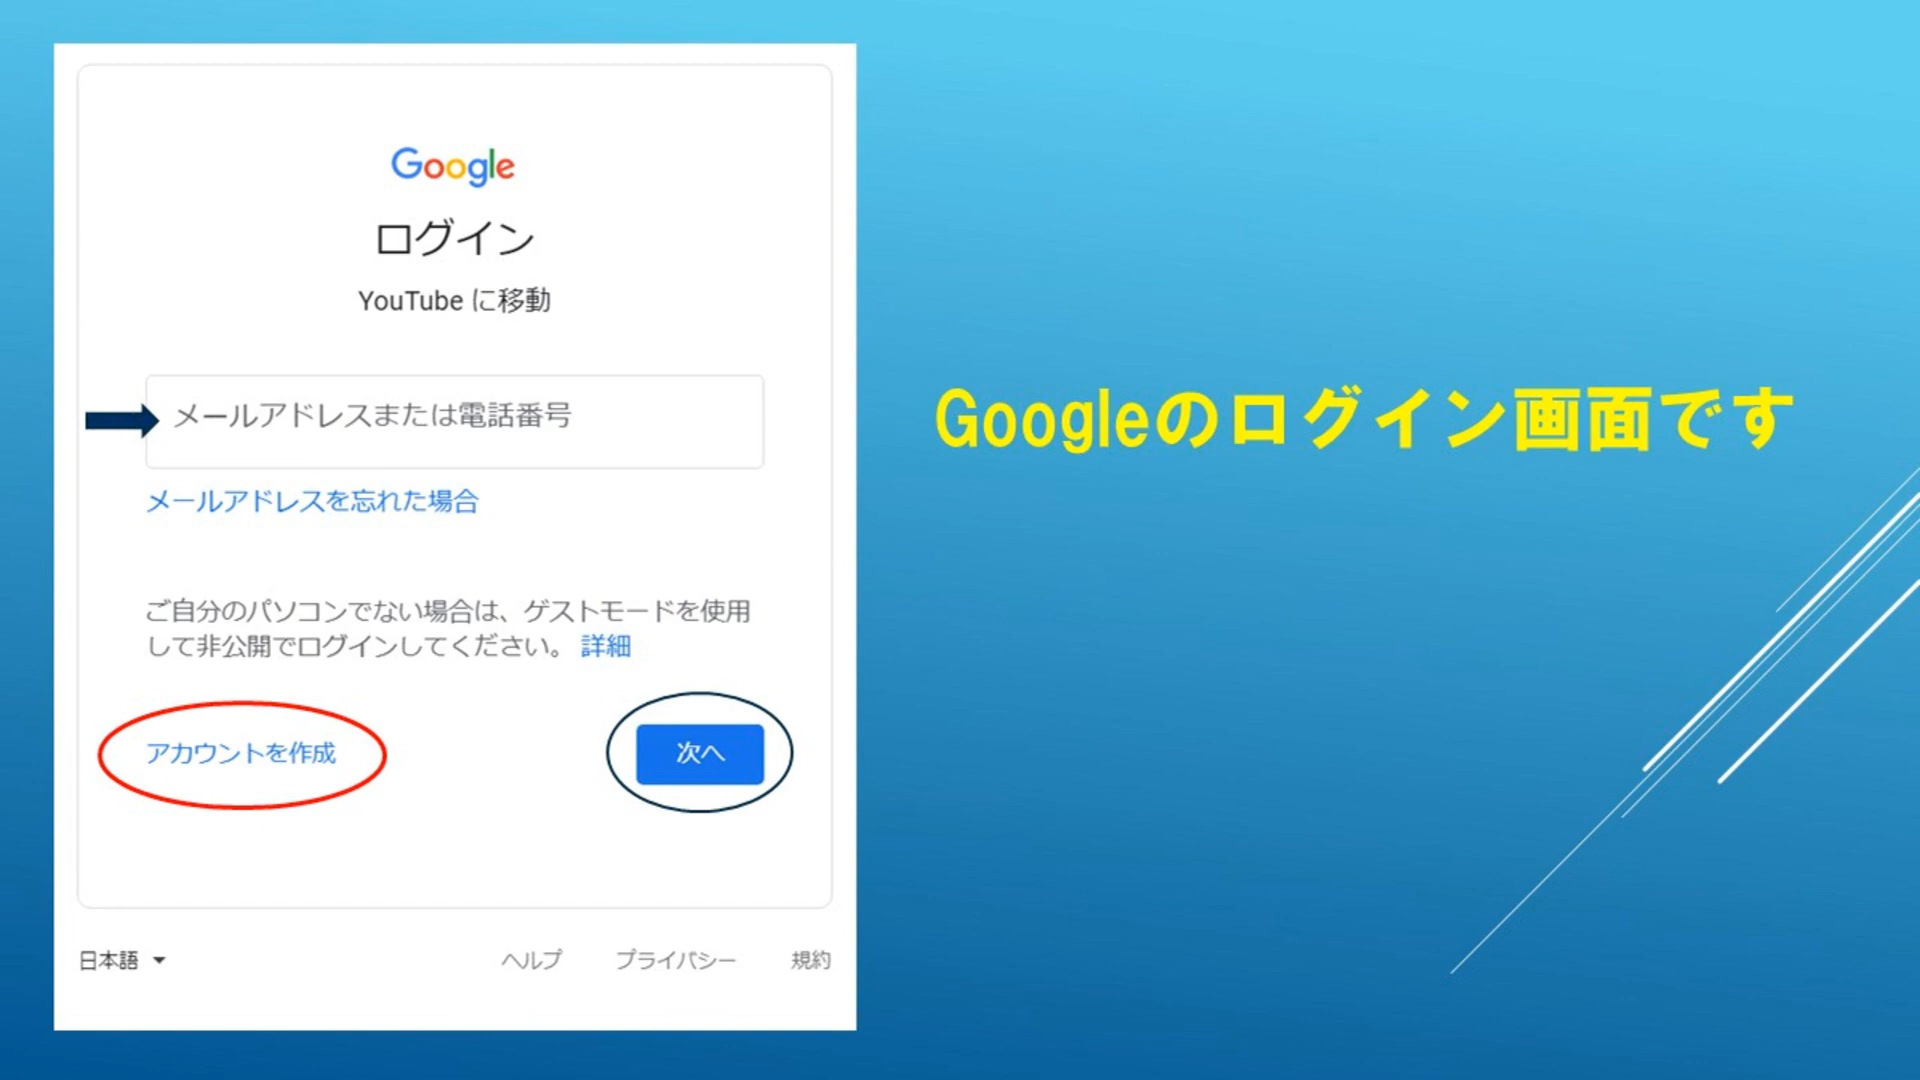 Google
ログイン
YouTube に移動
メールアドレスまたは電話番号
メールアドレスを忘れた場合
ご自分のパソコンでない場合は、ゲストモードを使用
して非公開でログインしてください。 詳細
アカウントを作成
次へ
日本語
ヘルプ
プライバシー
規約
Googleのログイン画面です